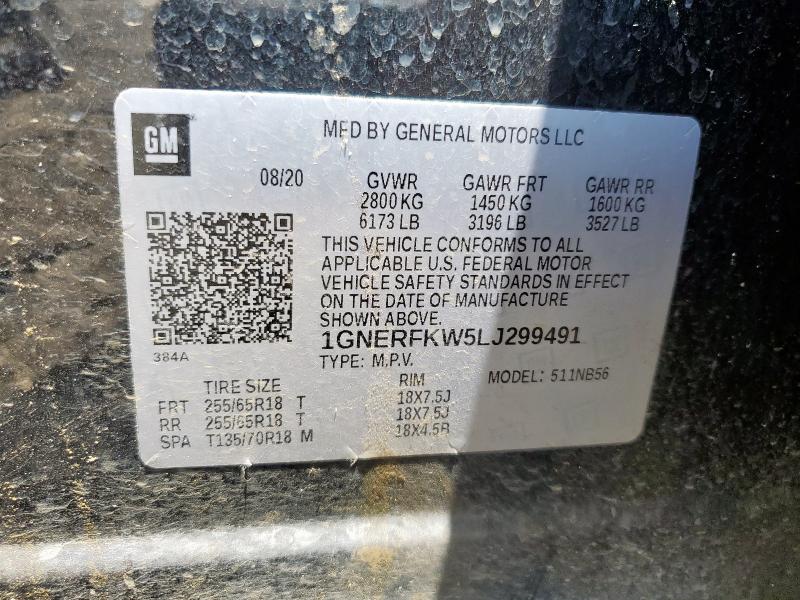 GM
MFD BY GENERAL MOTORS LLC
08/20 GVWR GAWR FRT GAWR RR
2800 KG 1450 KG 1600 KG
6173 LB 3196 LB 3527 LB
THIS VEHICLE CONFORMS TO ALL
APPLICABLE U.S. FEDERAL MOTOR
VEHICLE SAFETY STANDARDS IN EFFECT
ON THE DATE OF MANUFACTURE
SHOWN ABOVE.
1GNERFKW5LJ299491
384A
TYPE: M.P.V.
MODEL: 511NB56
TIRE SIZE RIM
FRT 255/65R18 T 18X7.5J
RR 255/65R18 T 18X7.5J
SPA T135/70R18 M 18X4.5B